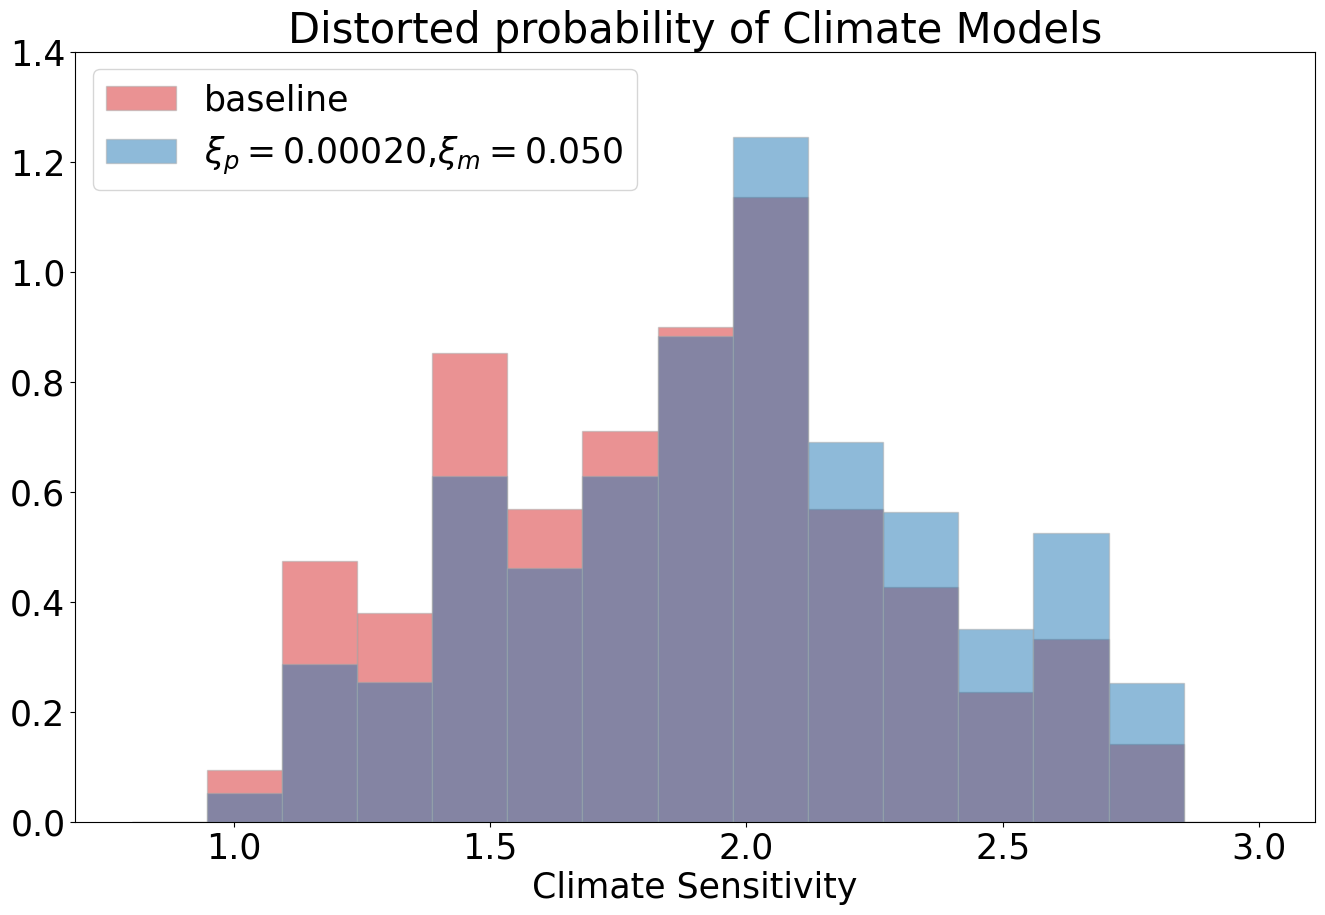 Distorted probability of Climate Models
1.4
1.2
1.0
0.8
0.6
0.4
0.2
0.0
baseline
ξp = 0.00020,ξm = 0.050
1.0 1.5 2.0 2.5 3.0
Climate Sensitivity